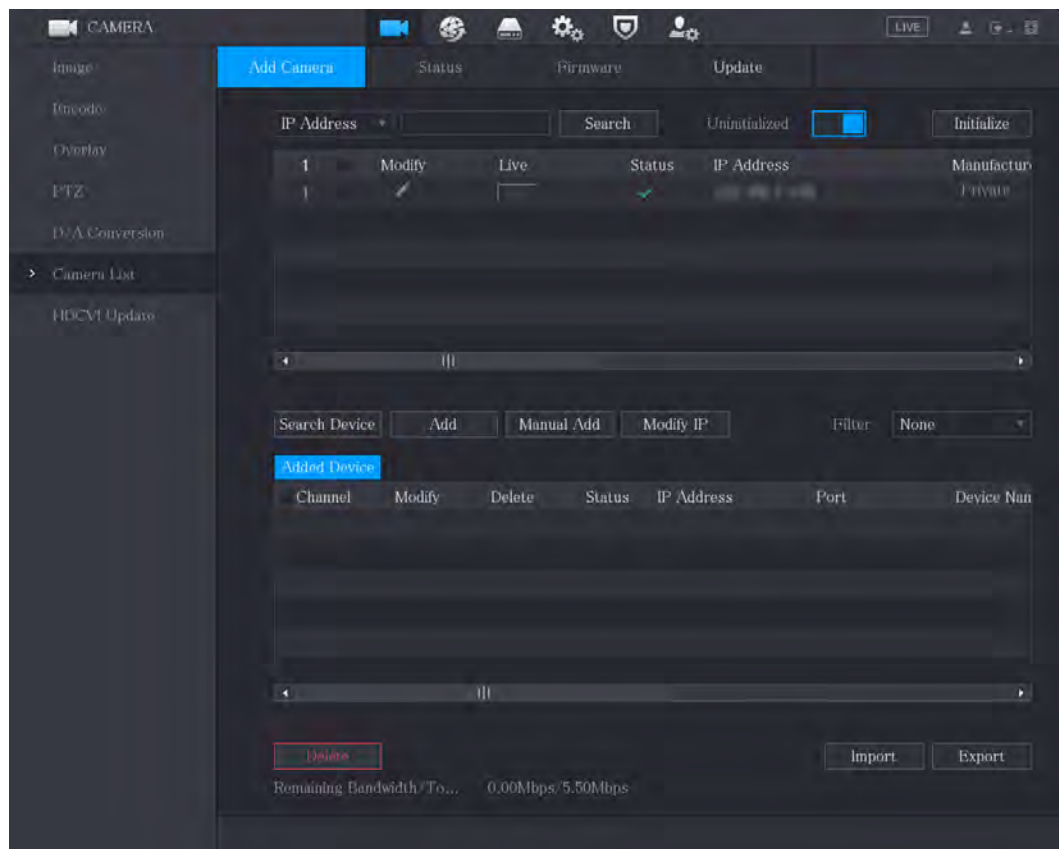 CAMERA LIVE
Image
Encode
Overlay
PTZ
D/A Conversion
Camera List
HDCVI Update
Add Camera Status Firmware Update
IP Address Search Uninitialized Initialize
1 Modify Live Status IP Address Manufactur
1 Private
Search Device Add Manual Add Modify IP Filter None
Added Device
Channel Modify Delete Status IP Address Port Device Nan
Delete Import Export
Remaining Bandwidth/To... 0.00Mbps/5.50Mbps